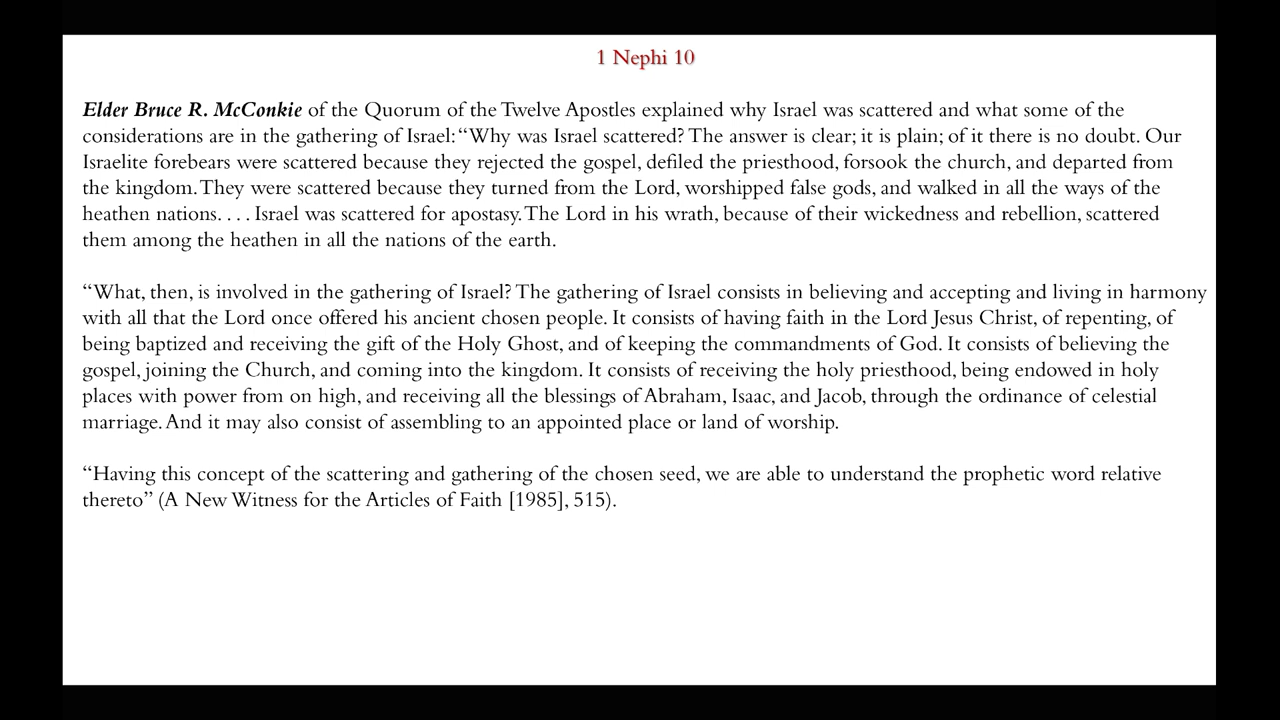 1 Nephi 10
Elder Bruce R. McConkie of the Quorum of the Twelve Apostles explained why Israel was scattered and what some of the
considerations are in the gathering of Israel: “Why was Israel scattered? The answer is clear; it is plain; of it there is no doubt. Our
Israelite forebears were scattered because they rejected the gospel, defiled the priesthood, forsook the church, and departed from
the kingdom. They were scattered because they turned from the Lord, worshipped false gods, and walked in all the ways of the
heathen nations. . . . Israel was scattered for apostasy. The Lord in his wrath, because of their wickedness and rebellion, scattered
them among the heathen in all the nations of the earth.
“What, then, is involved in the gathering of Israel? The gathering of Israel consists in believing and accepting and living in harmony
with all that the Lord once offered his ancient chosen people. It consists of having faith in the Lord Jesus Christ, of repenting, of
being baptized and receiving the gift of the Holy Ghost, and of keeping the commandments of God. It consists of believing the
gospel, joining the Church, and coming into the kingdom. It consists of receiving the holy priesthood, being endowed in holy
places with power from on high, and receiving all the blessings of Abraham, Isaac, and Jacob, through the ordinance of celestial
marriage. And it may also consist of assembling to an appointed place or land of worship.
“Having this concept of the scattering and gathering of the chosen seed, we are able to understand the prophetic word relative
thereto” (A New Witness for the Articles of Faith [1985], 515).